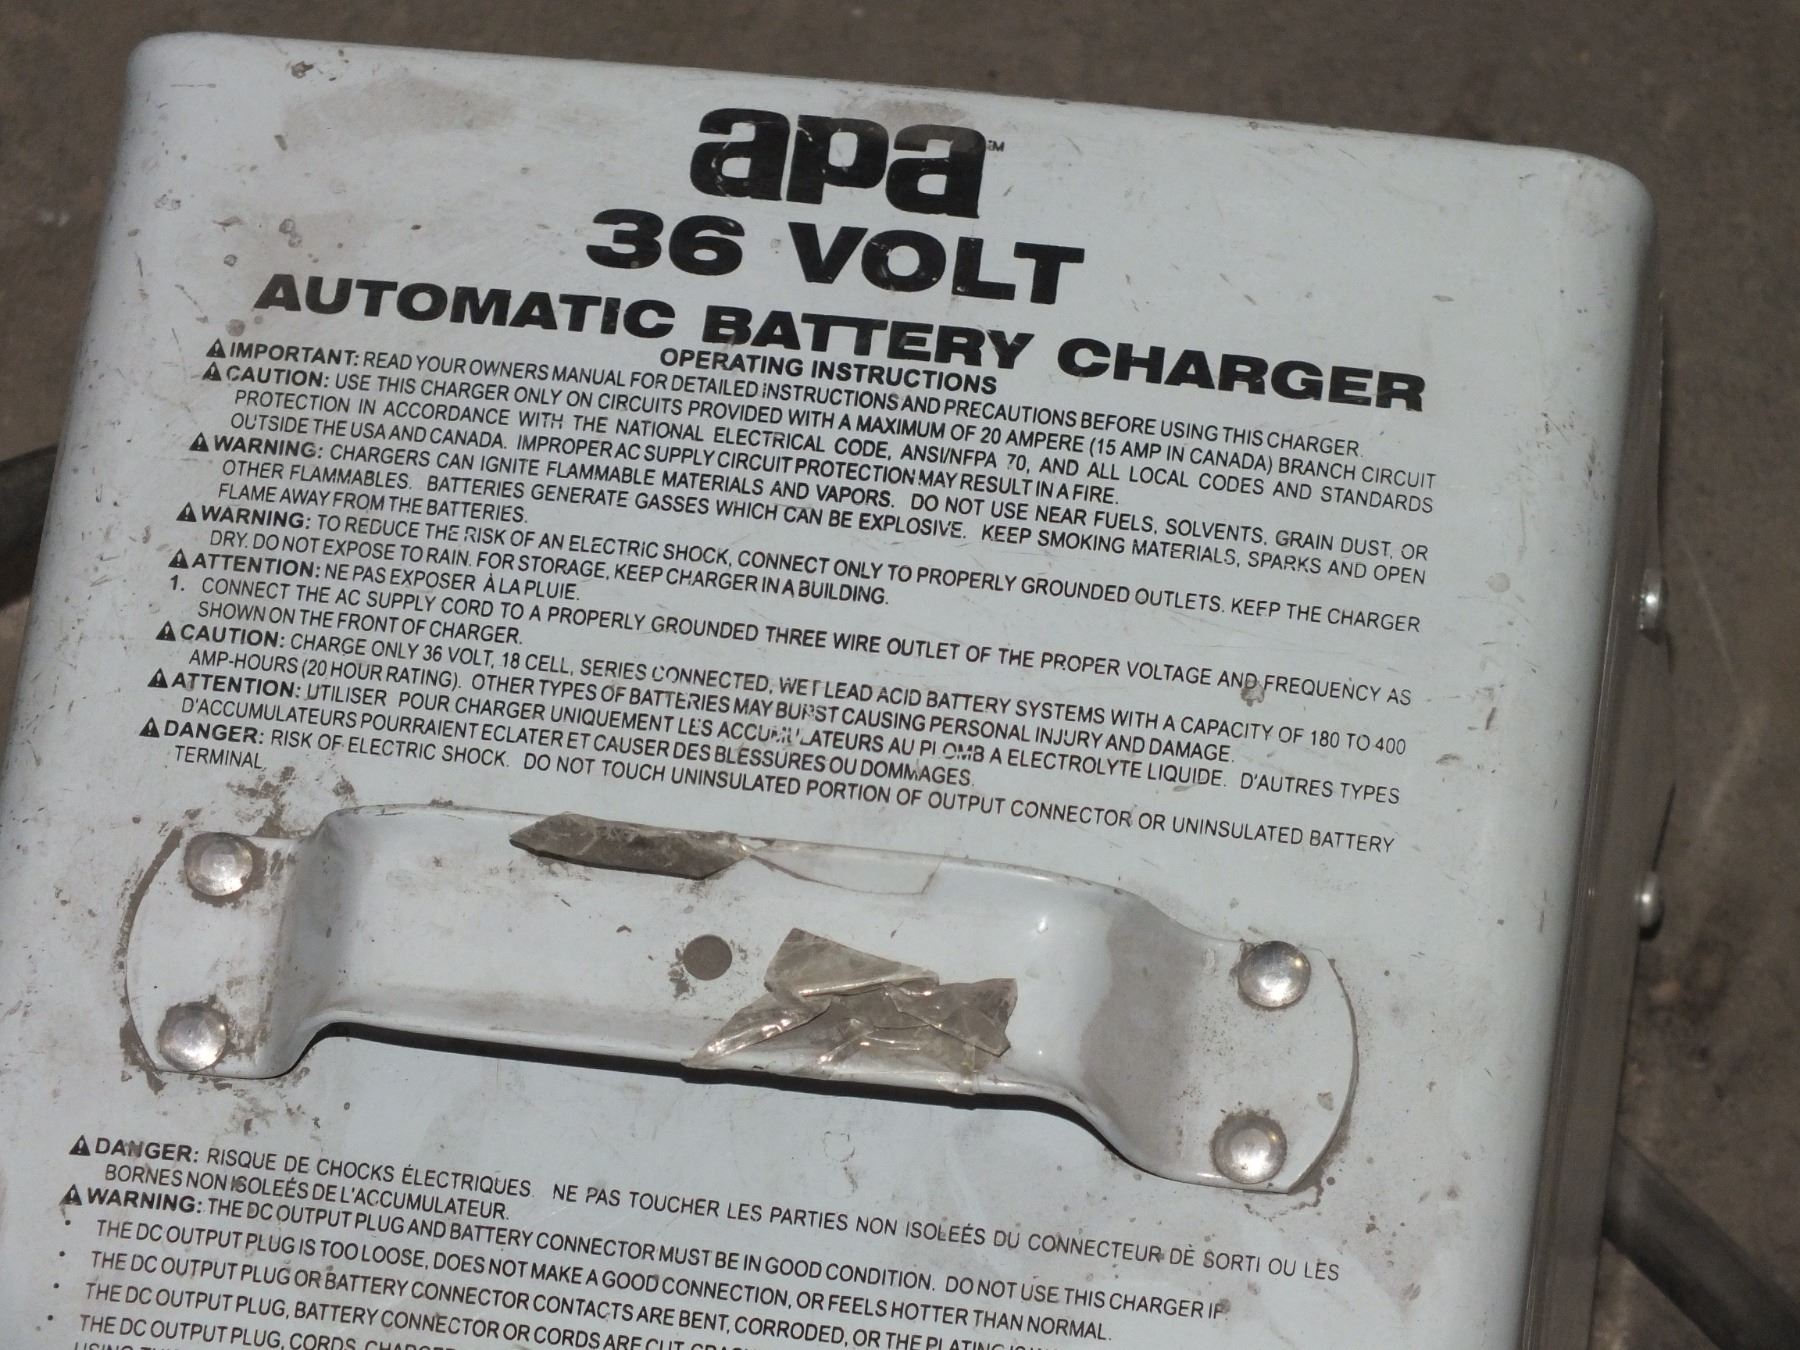 apa™
36 VOLT
AUTOMATIC BATTERY CHARGER
OPERATING INSTRUCTIONS
⚠ IMPORTANT: READ YOUR OWNERS MANUAL FOR DETAILED INSTRUCTIONS AND PRECAUTIONS BEFORE USING THIS CHARGER.
⚠ CAUTION: USE THIS CHARGER ONLY ON CIRCUITS PROVIDED WITH A MAXIMUM OF 20 AMPERE (15 AMP IN CANADA) BRANCH CIRCUIT
PROTECTION IN ACCORDANCE WITH THE NATIONAL ELECTRICAL CODE, ANSI/NFPA 70, AND ALL LOCAL CODES AND STANDARDS
OUTSIDE THE USA AND CANADA. IMPROPER AC SUPPLY CIRCUIT PROTECTION MAY RESULT IN A FIRE.
⚠ WARNING: CHARGERS CAN IGNITE FLAMMABLE MATERIALS AND VAPORS. DO NOT USE NEAR FUELS, SOLVENTS, GRAIN DUST, OR
OTHER FLAMMABLES. BATTERIES GENERATE GASSES WHICH CAN BE EXPLOSIVE. KEEP SMOKING MATERIALS, SPARKS AND OPEN
FLAME AWAY FROM THE BATTERIES.
⚠ WARNING: TO REDUCE THE RISK OF AN ELECTRIC SHOCK, CONNECT ONLY TO PROPERLY GROUNDED OUTLETS. KEEP THE CHARGER
DRY. DO NOT EXPOSE TO RAIN. FOR STORAGE, KEEP CHARGER IN A BUILDING.
⚠ ATTENTION: NE PAS EXPOSER À LA PLUIE.
1. CONNECT THE AC SUPPLY CORD TO A PROPERLY GROUNDED THREE WIRE OUTLET OF THE PROPER VOLTAGE AND FREQUENCY AS
SHOWN ON THE FRONT OF CHARGER.
⚠ CAUTION: CHARGE ONLY 36 VOLT, 18 CELL, SERIES CONNECTED, WET LEAD ACID BATTERY SYSTEMS WITH A CAPACITY OF 180 TO 400
AMP-HOURS (20 HOUR RATING). OTHER TYPES OF BATTERIES MAY BURST CAUSING PERSONAL INJURY AND DAMAGE.
⚠ ATTENTION: UTILISER POUR CHARGER UNIQUEMENT LES ACCUMULATEURS AU PLOMB A ELECTROLYTE LIQUIDE. D'AUTRES TYPES
D'ACCUMULATEURS POURRAIENT ECLATER ET CAUSER DES BLESSURES OU DOMMAGES.
⚠ DANGER: RISK OF ELECTRIC SHOCK. DO NOT TOUCH UNINSULATED PORTION OF OUTPUT CONNECTOR OR UNINSULATED BATTERY
TERMINAL.
⚠ DANGER: RISQUE DE CHOCKS ÉLECTRIQUES. NE PAS TOUCHER LES PARTIES NON ISOLEÉS DU CONNECTEUR DE SORTI OU LES
BORNES NON ISOLEÉS DE L'ACCUMULATEUR.
⚠ WARNING: THE DC OUTPUT PLUG AND BATTERY CONNECTOR MUST BE IN GOOD CONDITION. DO NOT USE THIS CHARGER IF
• THE DC OUTPUT PLUG IS TOO LOOSE, DOES NOT MAKE A GOOD CONNECTION, OR FEELS HOTTER THAN NORMAL.
• THE DC OUTPUT PLUG OR BATTERY CONNECTOR CONTACTS ARE BENT, CORRODED, OR THE PLATING IS
• THE DC OUTPUT PLUG, BATTERY CONNECTOR OR CORDS ARE CUT,
• THE DC OUTPUT PLUG, CORDS,
USING